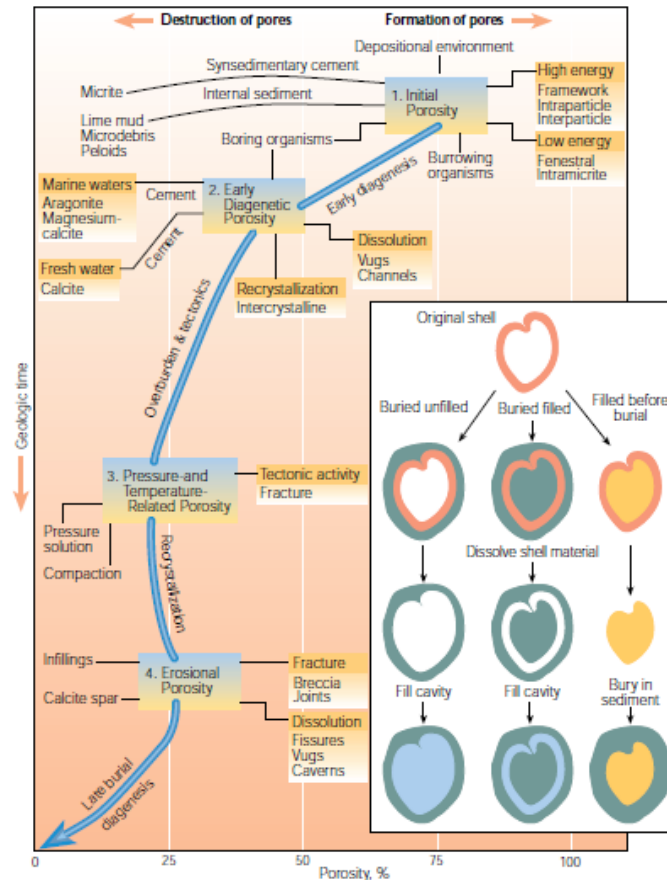 Destruction of pores
Formation of pores
Depositional environment
Synsedimentary cement
Micrite
Internal sediment
Lime mud
Microdebris
Peloids
1. Initial
Porosity
High energy
Framework
Intraparticle
Interparticle
Low energy
Fenestral
Intramicrite
Boring organisms
Burrowing
organisms
Early diagenesis
Marine waters
Aragonite
Magnesium-
calcite
Cement
2. Early
Diagenetic
Porosity
Fresh water
Calcite
Cement
Dissolution
Vugs
Channels
Recrystallization
Intercrystalline
Overburden & tectonics
Geologic time
3. Pressure-and
Temperature-
Related Porosity
Tectonic activity
Fracture
Pressure
solution
Compaction
Recrystallization
Infillings
Calcite spar
4. Erosional
Porosity
Fracture
Breccia
Joints
Dissolution
Fissures
Vugs
Caverns
Late burial
diagenesis
0
25
50
75
100
Porosity, %
Original shell
Buried unfilled
Buried filled
Filled before
burial
Dissolve shell material
Fill cavity
Fill cavity
Bury in
sediment